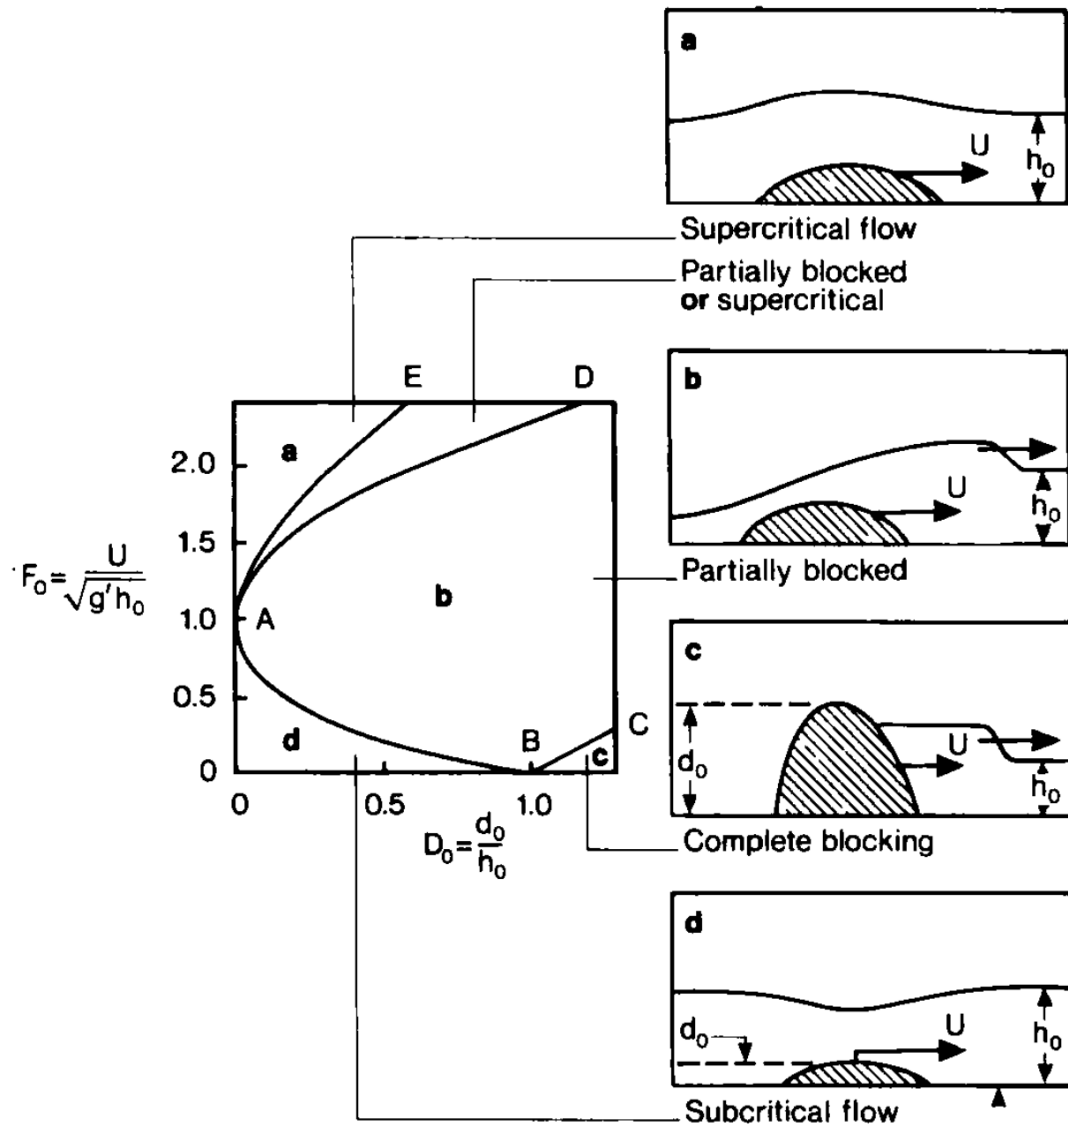 a
U
h₀
Supercritical flow
Partially blocked
or supercritical
b
U
h₀
Partially blocked
E
D
2.0
1.5
1.0
0.5
0
a
b
A
d
B
c
C
F₀ = U / √g'h₀
0
0.5
1.0
D₀ = d₀ / h₀
c
d₀
U
h₀
Complete blocking
d
d₀
U
h₀
Subcritical flow